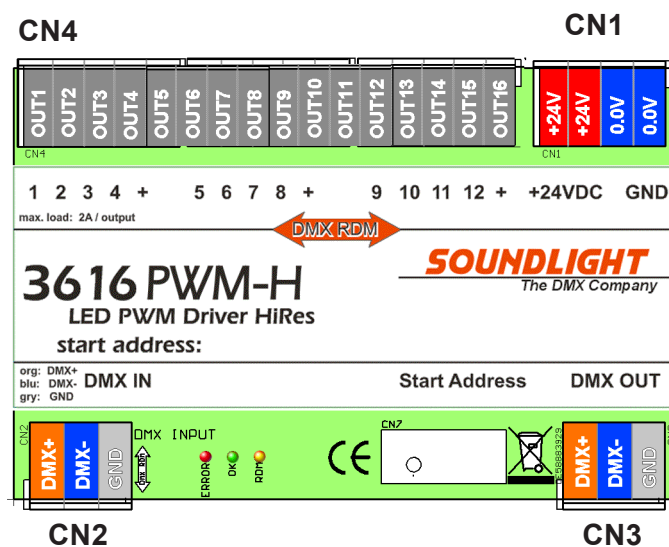 CN4
CN1
OUT1 OUT2 OUT3 OUT4 OUT5 OUT6 OUT7 OUT8 OUT9 OUT10 OUT11 OUT12 OUT13 OUT14 OUT15 OUT16
+24V +24V 0.0V 0.0V
CN4
CN1
1 2 3 4 + 5 6 7 8 + 9 10 11 12 + +24VDC GND
max. load: 2A / output
DMX RDM
3616 PWM-H
SOUNDLIGHT
The DMX Company
LED PWM Driver HiRes
start address:
org: DMX+
blu: DMX-
gry: GND
DMX IN
Start Address
DMX OUT
CN2
DMX+ DMX- GND
DMX INPUT
DMX RDM
ERROR OK RDM
CE
CN7
DMX+ DMX- GND
CN2
CN3